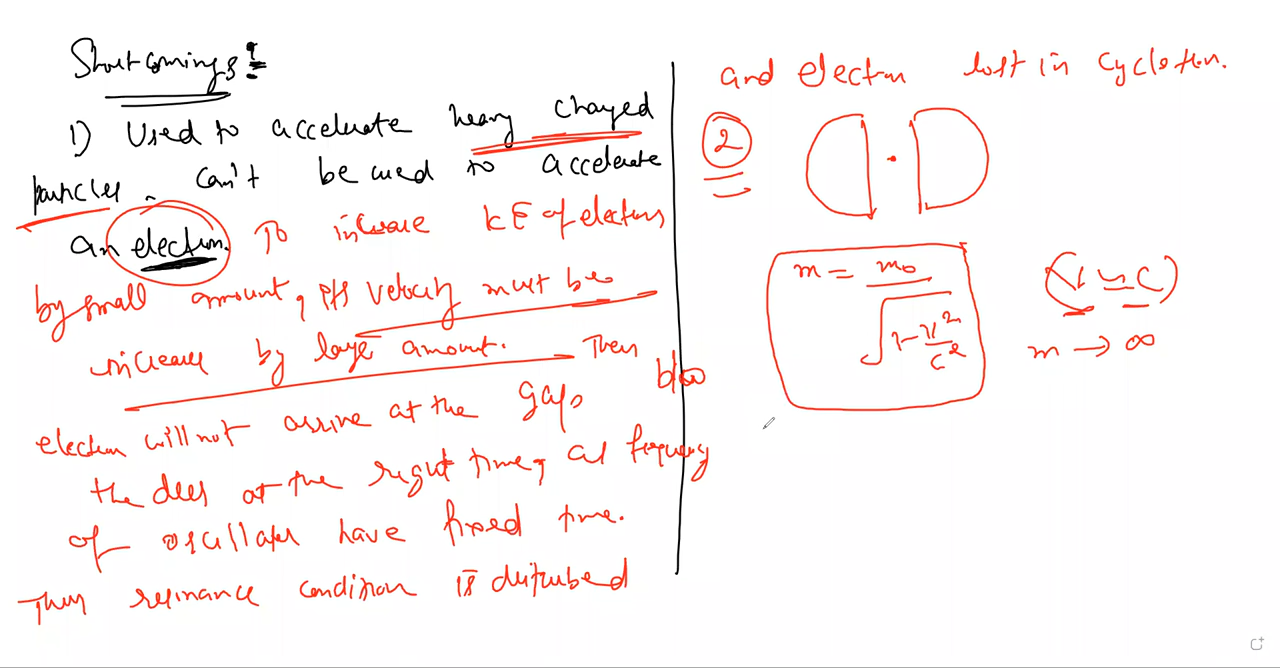 Shortcomings :
1) Used to accelerate heavy charged
particles. Can't be used to accelerate
an electron. To increase KE of electrons
by small amount, its velocity must be
increase by large amount. Then
electron will not arrive at the gaps b/w
the dees at the right time, as frequency
of oscillator have fixed time.
Thus resonance condition is disturbed
and electron lost in cyclotron.
2
m = m₀ / √(1 - v²/c²)
(v ≃ c)
m → ∞